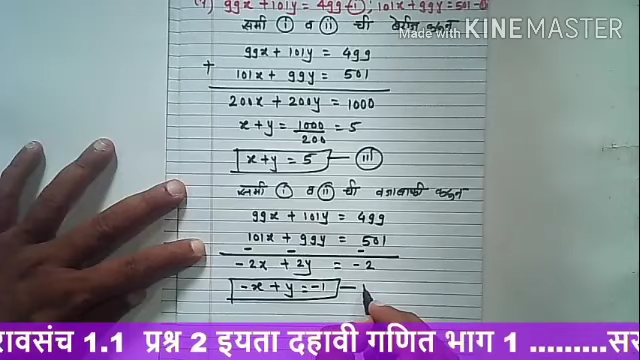 99x + 101y = 499 -(i) ; 101x + 99y = 501 -(ii)
Made with KINEMASTER
समी (i) व (ii) ची बेरीज करून
99x + 101y = 499
+ 101x + 99y = 501
200x + 200y = 1000
x + y = 1000/200 = 5
x + y = 5 — (iii)
समी (i) व (ii) ची वजाबाकी करून
99x + 101y = 499
101x + 99y = 501
- - -
-2x + 2y = -2
-x + y = -1 —
रावसंच 1.1 प्रश्न 2 इयता दहावी गणित भाग 1 .........सर